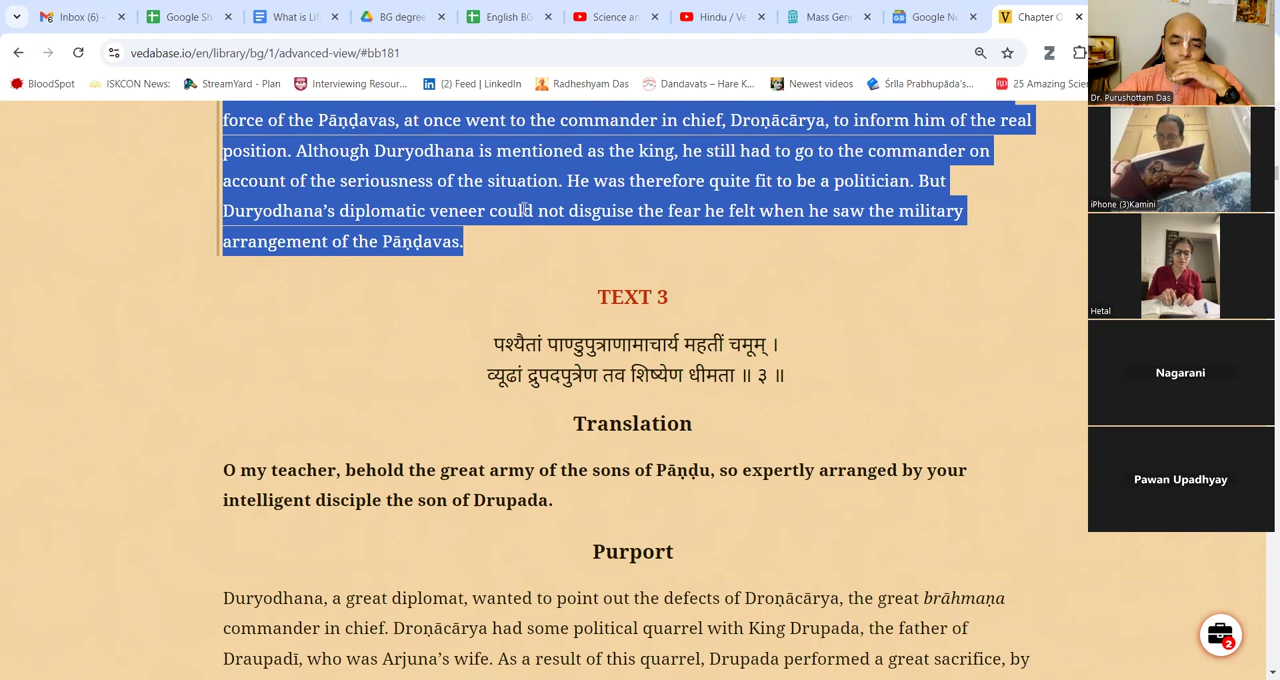 Inbox (6) -
Google Sh
What is Lif
BG degree
English BG
Science an
Hindu / Ve
Mass Gen
Google Ne
Chapter O
vedabase.io/en/library/bg/1/advanced-view/#bb181
BloodSpot
ISKCON News:
StreamYard - Plan
Interviewing Resour...
(2) Feed | LinkedIn
Radheshyam Das
Dandavats – Hare K...
Newest videos
Śrīla Prabhupāda's...
25 Amazing Scien
force of the Pāṇḍavas, at once went to the commander in chief, Droṇācārya, to inform him of the real
position. Although Duryodhana is mentioned as the king, he still had to go to the commander on
account of the seriousness of the situation. He was therefore quite fit to be a politician. But
Duryodhana’s diplomatic veneer could not disguise the fear he felt when he saw the military
arrangement of the Pāṇḍavas.
TEXT 3
पश्यैतां पाण्डुपुत्राणामाचार्य महतीं चमूम् ।
व्यूढां द्रुपदपुत्रेण तव शिष्येण धीमता ॥ ३ ॥
Translation
O my teacher, behold the great army of the sons of Pāṇḍu, so expertly arranged by your
intelligent disciple the son of Drupada.
Purport
Duryodhana, a great diplomat, wanted to point out the defects of Droṇācārya, the great brāhmaṇa
commander in chief. Droṇācārya had some political quarrel with King Drupada, the father of
Draupadī, who was Arjuna’s wife. As a result of this quarrel, Drupada performed a great sacrifice, by
2
Dr. Purushottam Das
iPhone (3)Kamini
Hetal
Nagarani
Pawan Upadhyay